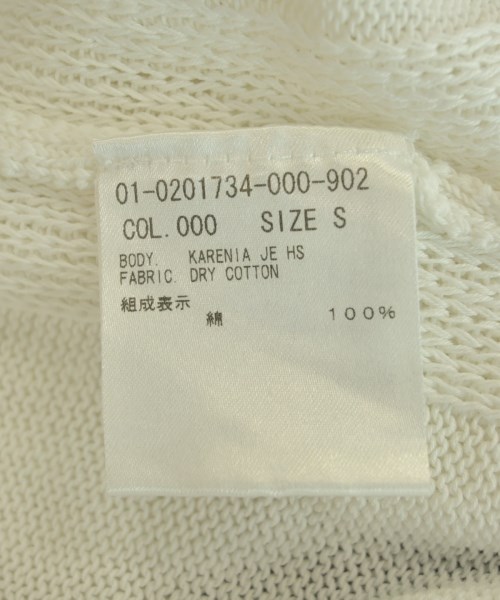 01-0201734-000-902
COL.000 SIZE S
BODY. KARENIA JE HS
FABRIC. DRY COTTON
組成表示
綿 100%